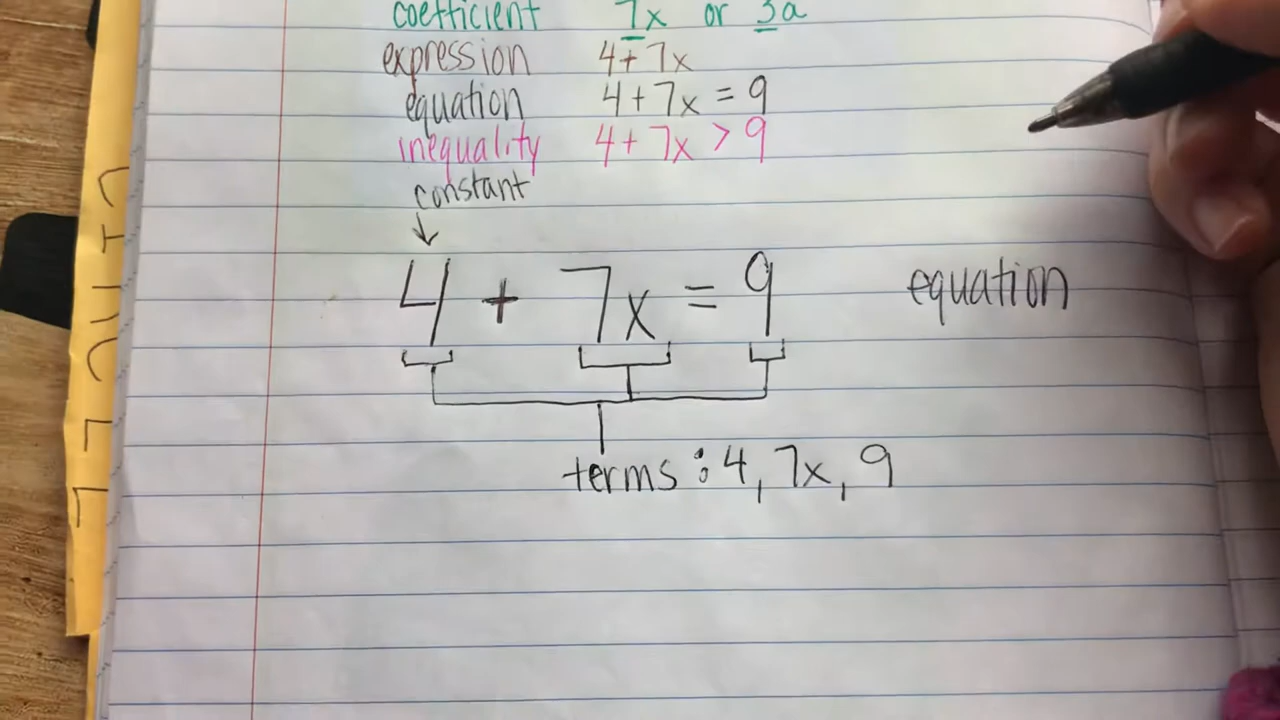 coefficient 7x or 3a
expression 4+7x
equation 4+7x=9
inequality 4+7x>9
constant
4 + 7x = 9 equation
terms: 4, 7x, 9